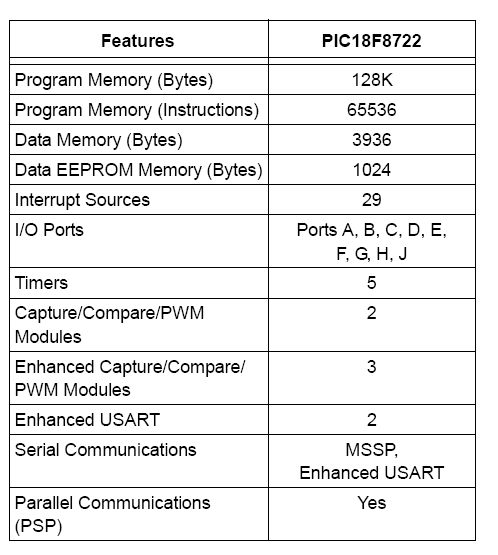 Features PIC18F8722
Program Memory (Bytes) 128K
Program Memory (Instructions) 65536
Data Memory (Bytes) 3936
Data EEPROM Memory (Bytes) 1024
Interrupt Sources 29
I/O Ports Ports A, B, C, D, E,
F, G, H, J
Timers 5
Capture/Compare/PWM 2
Modules
Enhanced Capture/Compare/ 3
PWM Modules
Enhanced USART 2
Serial Communications MSSP,
Enhanced USART
Parallel Communications Yes
(PSP)